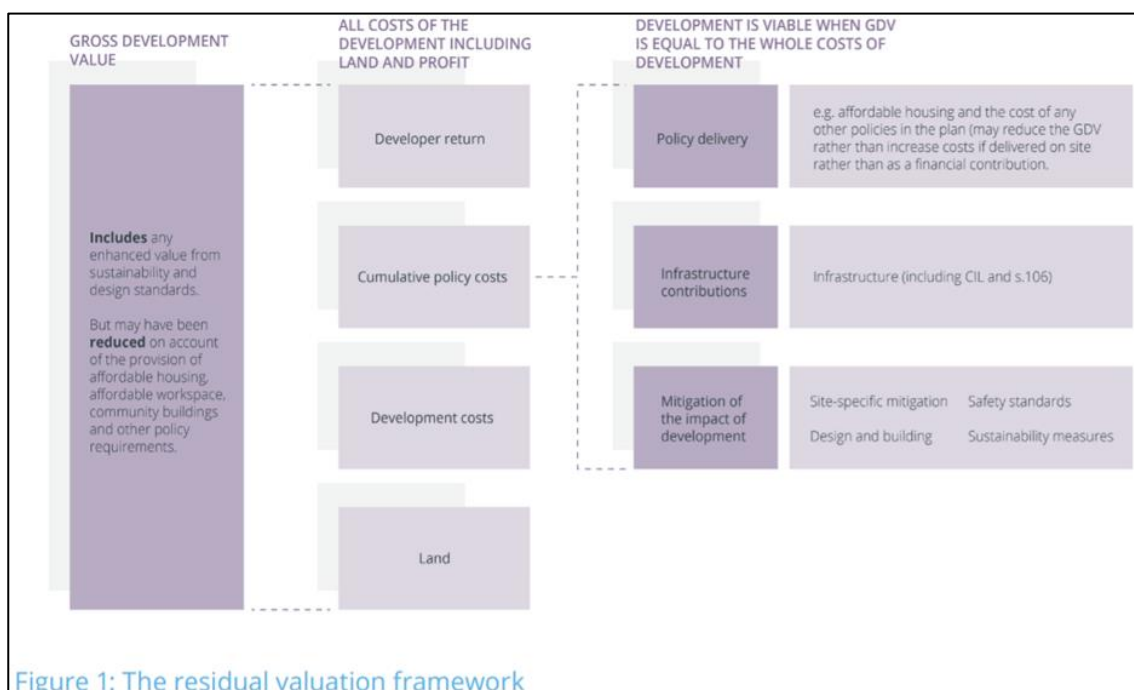 GROSS DEVELOPMENT
VALUE
Includes any
enhanced value from
sustainability and
design standards.
But may have been
reduced on account
of the provision of
affordable housing,
affordable workspace,
community buildings
and other policy
requirements.
ALL COSTS OF THE
DEVELOPMENT INCLUDING
LAND AND PROFIT
Developer return
Cumulative policy costs
Development costs
Land
DEVELOPMENT IS VIABLE WHEN GDV
IS EQUAL TO THE WHOLE COSTS OF
DEVELOPMENT
Policy delivery
e.g. affordable housing and the cost of any
other policies in the plan (may reduce the GDV
rather than increase costs if delivered on site
rather than as a financial contribution.
Infrastructure
contributions
Infrastructure (including CIL and s.106)
Mitigation of
the impact of
development
Site-specific mitigation Safety standards
Design and building Sustainability measures
Figure 1: The residual valuation framework